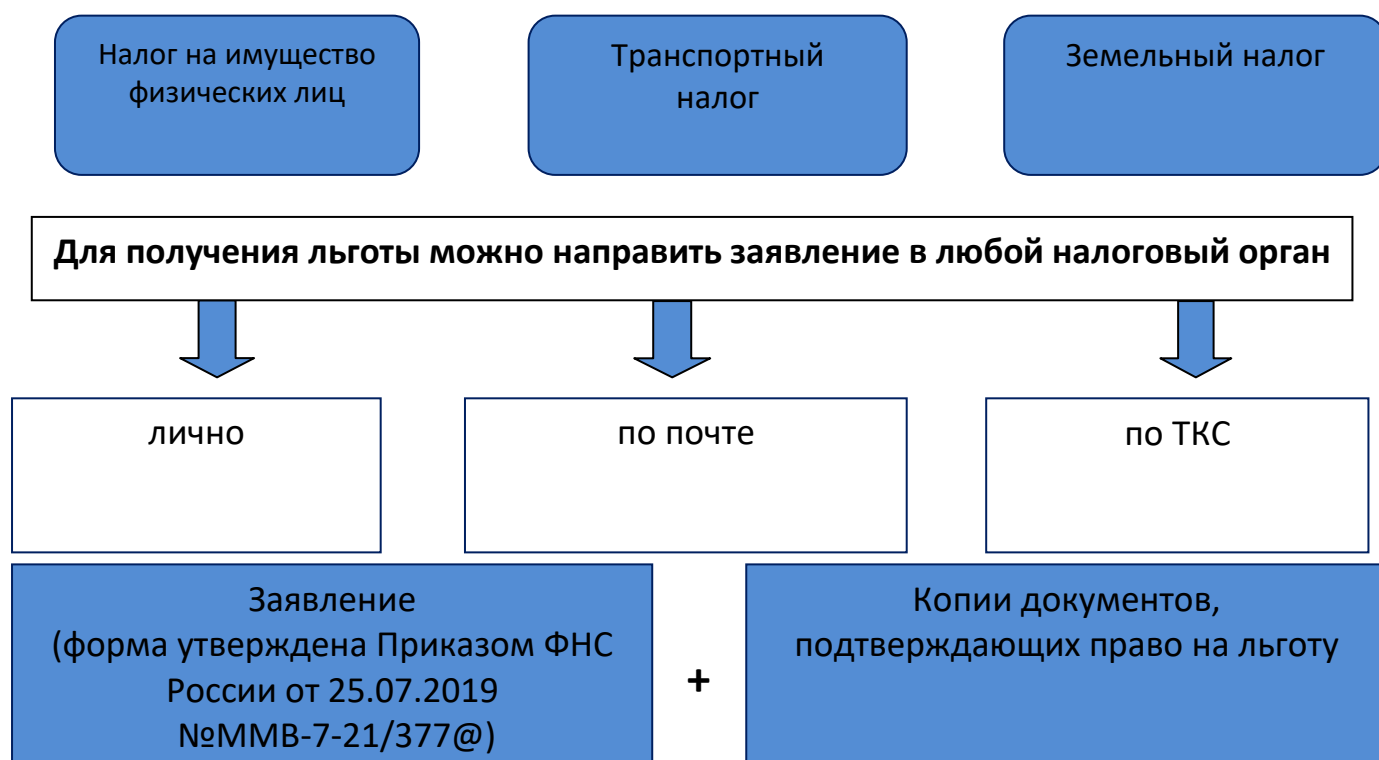 Налог на имущество
физических лиц
Транспортный
налог
Земельный налог
Для получения льготы можно направить заявление в любой налоговый орган
лично
по почте
по ТКС
Заявление
(форма утверждена Приказом ФНС
России от 25.07.2019
№ММВ-7-21/377@)
+
Копии документов,
подтверждающих право на льготу